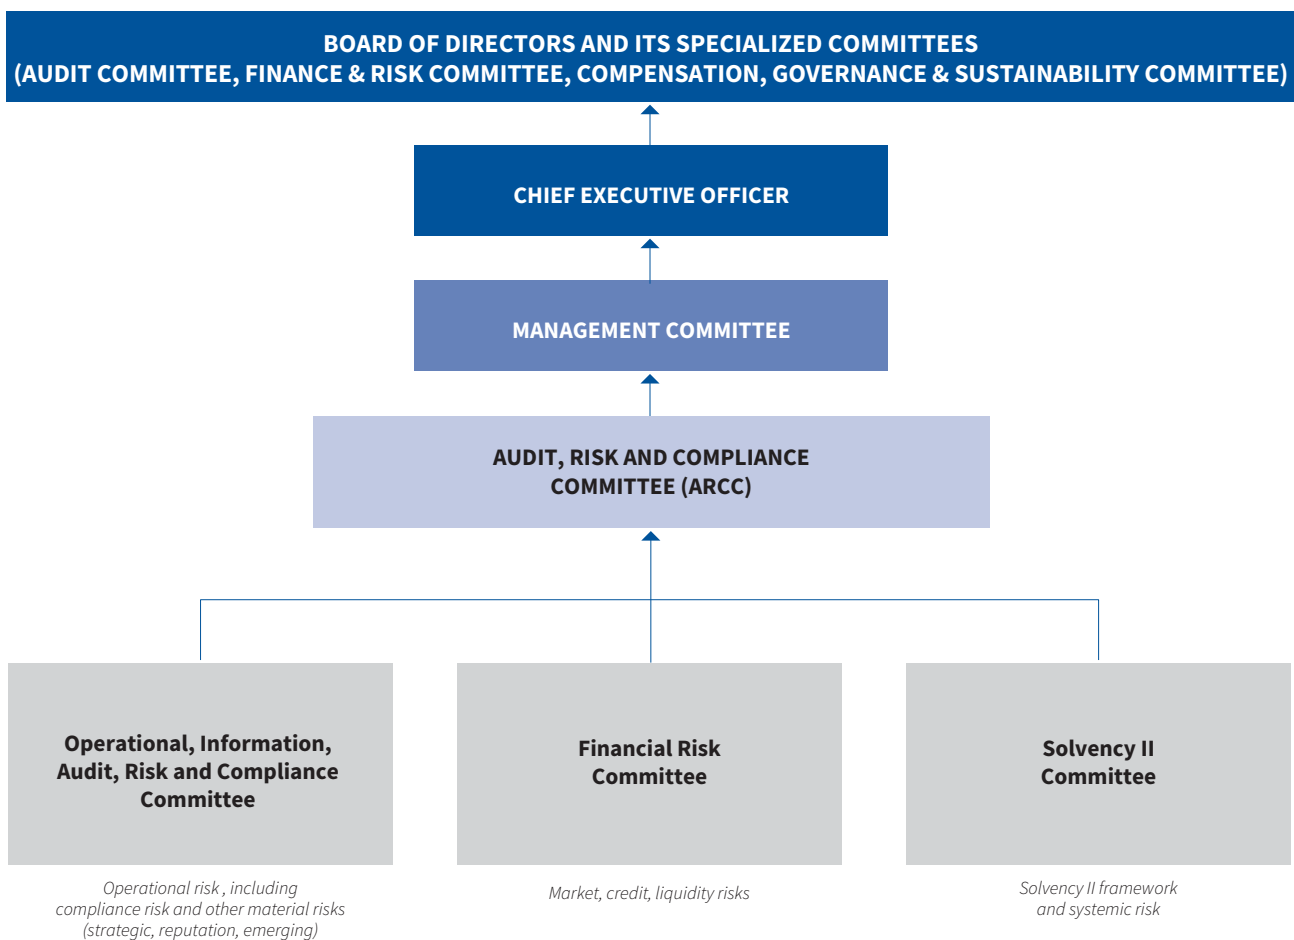 BOARD OF DIRECTORS AND ITS SPECIALIZED COMMITTEES
(AUDIT COMMITTEE, FINANCE & RISK COMMITTEE, COMPENSATION, GOVERNANCE & SUSTAINABILITY COMMITTEE)
CHIEF EXECUTIVE OFFICER
MANAGEMENT COMMITTEE
AUDIT, RISK AND COMPLIANCE
COMMITTEE (ARCC)
Operational, Information,
Audit, Risk and Compliance
Committee
Operational risk , including
compliance risk and other material risks
(strategic, reputation, emerging)
Financial Risk
Committee
Market, credit, liquidity risks
Solvency II
Committee
Solvency II framework
and systemic risk